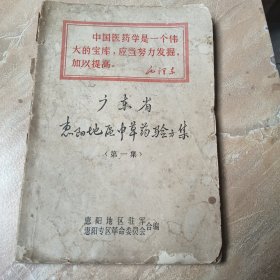 中国医药学是一个伟
大的宝库，应当努力发掘，
加以提高。
毛泽东
广东省
惠阳地区中草药验方集
〈第一集〉
惠阳地区驻军
惠阳专区革命委员会 合编